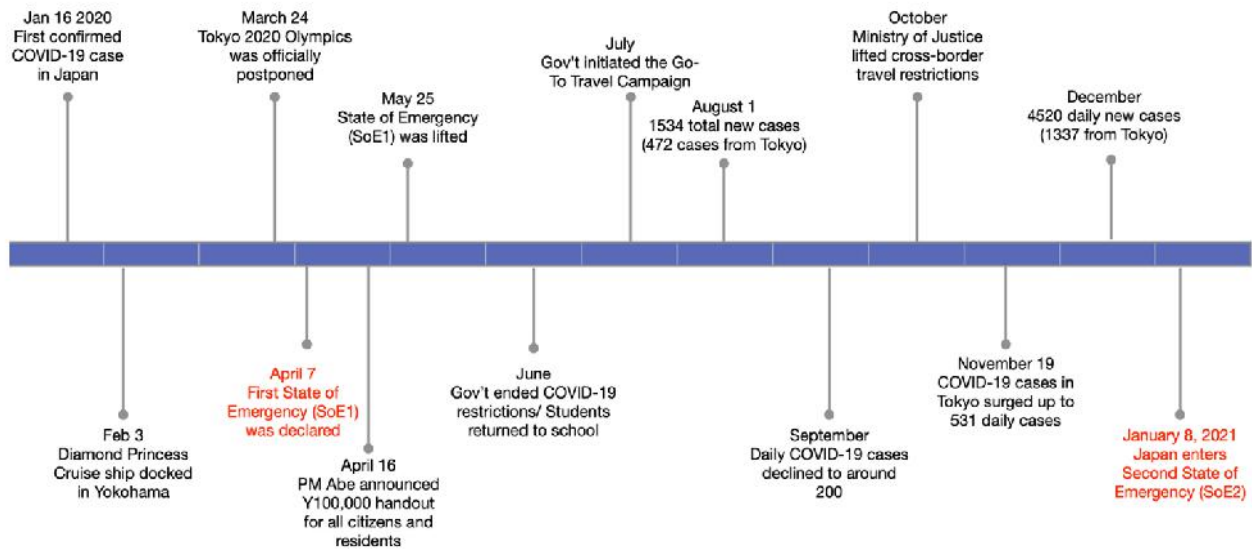 Jan 16 2020
First confirmed
COVID-19 case
in Japan
March 24
Tokyo 2020 Olympics
was officially
postponed
May 25
State of Emergency
(SoE1) was lifted
July
Gov't initiated the Go-
To Travel Campaign
August 1
1534 total new cases
(472 cases from Tokyo)
October
Ministry of Justice
lifted cross-border
travel restrictions
December
4520 daily new cases
(1337 from Tokyo)
Feb 3
Diamond Princess
Cruise ship docked
in Yokohama
April 7
First State of
Emergency (SoE1)
was declared
April 16
PM Abe announced
Y100,000 handout
for all citizens and
residents
June
Gov't ended COVID-19
restrictions/ Students
returned to school
September
Daily COVID-19 cases
declined to around
200
November 19
COVID-19 cases in
Tokyo surged up to
531 daily cases
January 8, 2021
Japan enters
Second State of
Emergency (SoE2)